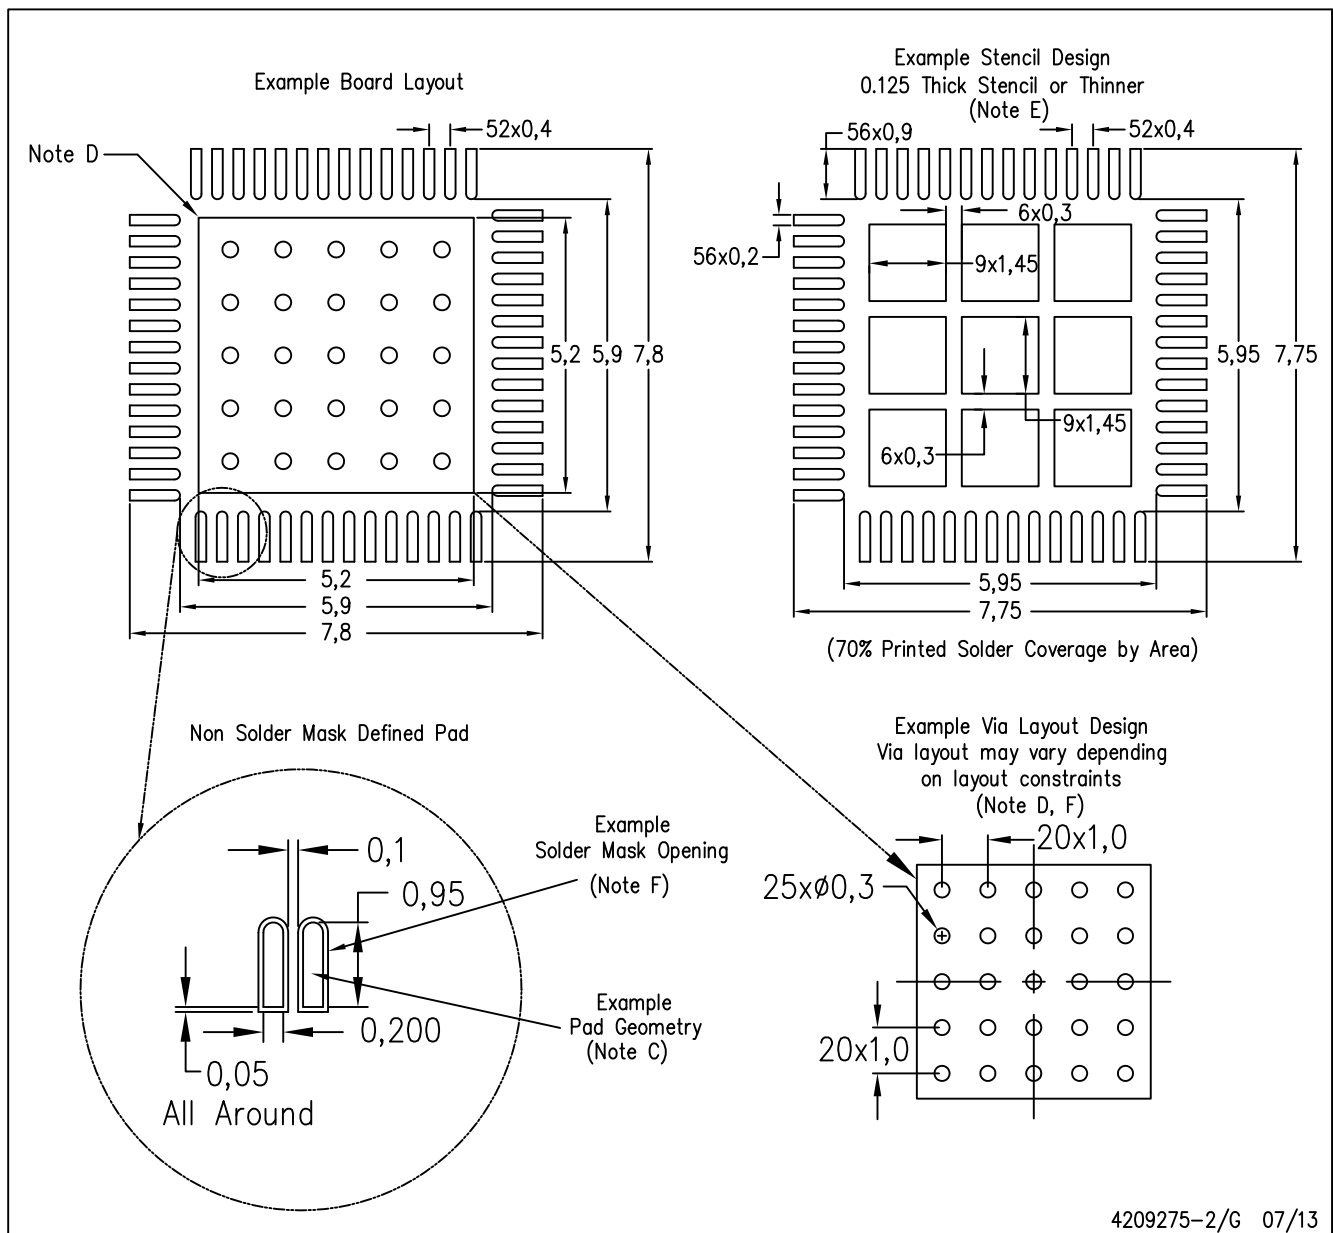 Example Board Layout
52x0,4
Note D
5,2
5,9
7,8
5,2
5,9
7,8
Example Stencil Design
0.125 Thick Stencil or Thinner
(Note E)
56x0,9
52x0,4
6x0,3
56x0,2
9x1,45
5,95
7,75
9x1,45
6x0,3
5,95
7,75
(70% Printed Solder Coverage by Area)
Non Solder Mask Defined Pad
0,1
0,95
Example
Solder Mask Opening
(Note F)
Example
Pad Geometry
(Note C)
0,200
0,05
All Around
Example Via Layout Design
Via layout may vary depending
on layout constraints
(Note D, F)
20x1,0
25xø0,3
20x1,0
4209275-2/G 07/13